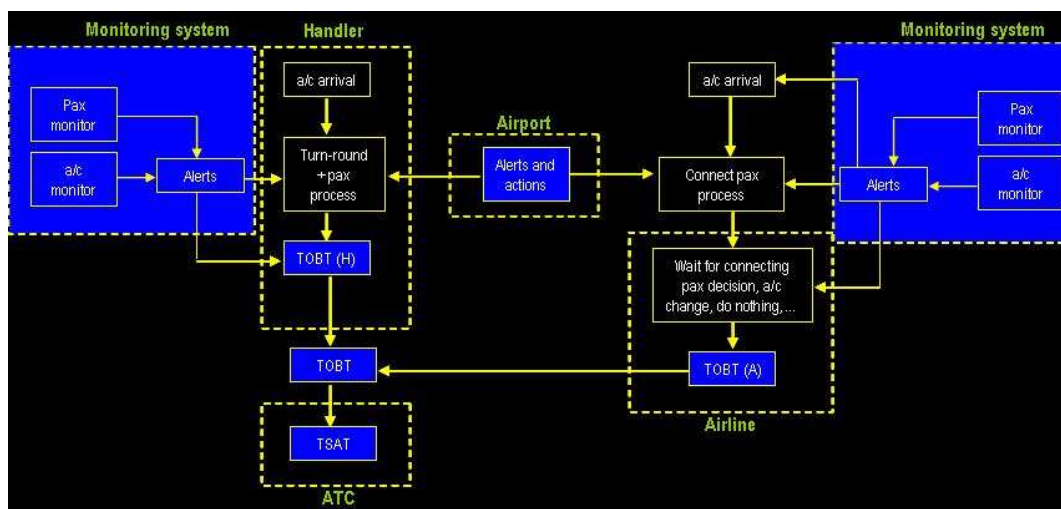 Monitoring system
Handler
Monitoring system
a/c arrival
a/c arrival
Pax
monitor
Airport
Pax
monitor
Turn-round
+pax
process
Alerts and
actions
a/c
monitor
Alerts
Connect pax
process
Alerts
a/c
monitor
TOBT (H)
Wait for connecting
pax decision, a/c
change, do nothing,...
TOBT
TOBT (A)
Airline
TSAT
ATC